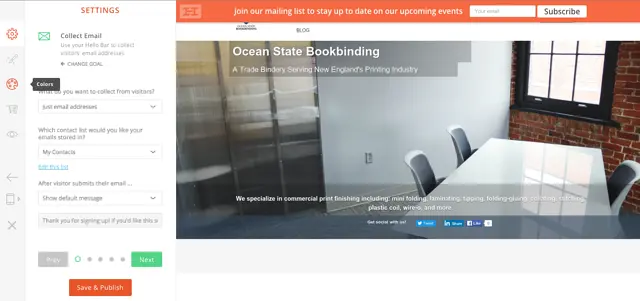 SETTINGS
Collect Email
Use your Hello Bar to collect
visitors' email addresses
CHANGE GOAL
Colors
What do you want to collect from visitors?
Just email addresses
Which contact list would you like your
emails stored in?
My Contacts
Edit this list
After visitor submits their email ...
Show default message
Thank you for signing up! If you'd like this a
Prev
Next
Save & Publish
Join our mailing list to stay up to date on our upcoming events
Your email
Subscribe
BLOG
Ocean State Bookbinding
A Trade Bindery Serving New England's Printing Industry
We specialize in commercial print finishing including: mini folding, laminating, tipping, folding-gluing,
plastic coil, wire-o, and more
Get social with us!
Tweet
Share
Like